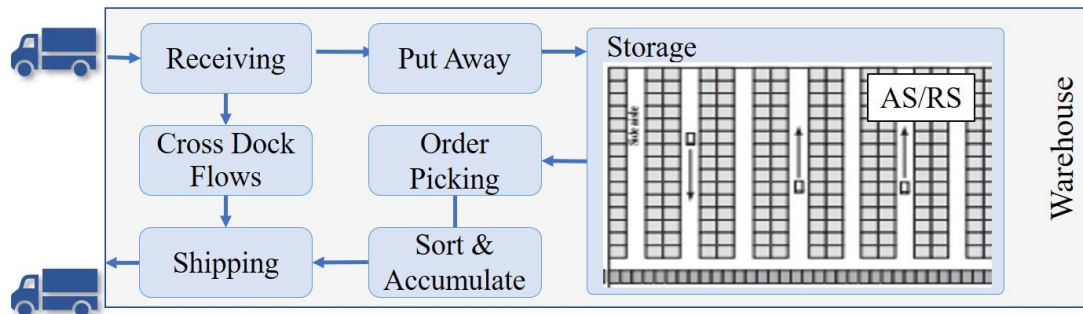 Receiving
Put Away
Storage
AS/RS
Cross Dock
Flows
Order
Picking
Shipping
Sort &
Accumulate
Warehouse